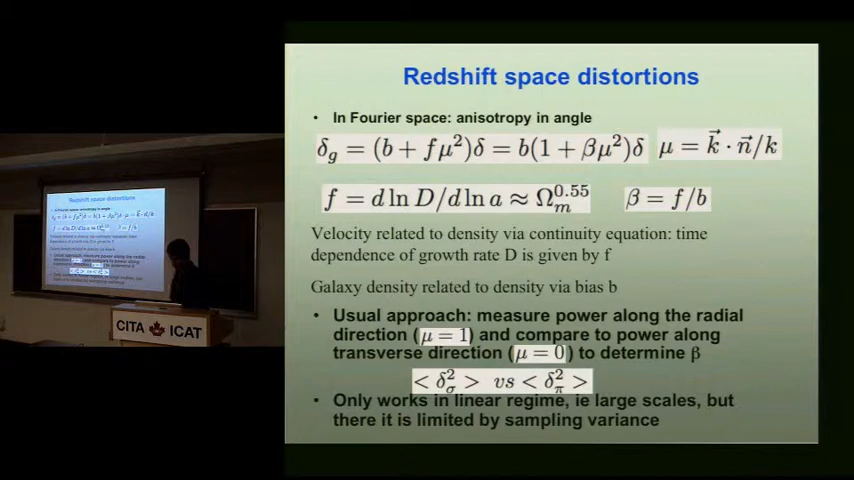 Redshift space distortions
• In Fourier space: anisotropy in angle
δ_g = (b + fμ²)δ = b(1 + βμ²)δ  μ = k⃗ · n⃗/k
f = d ln D/d ln a ≈ Ω_m^0.55  β = f/b
Velocity related to density via continuity equation: time
dependence of growth rate D is given by f
Galaxy density related to density via bias b
• Usual approach: measure power along the radial
direction (μ = 1) and compare to power along
transverse direction (μ = 0) to determine β
< δ_σ² > vs < δ_π² >
• Only works in linear regime, ie large scales, but
there it is limited by sampling variance
Redshift space distortions
CITA ICAT